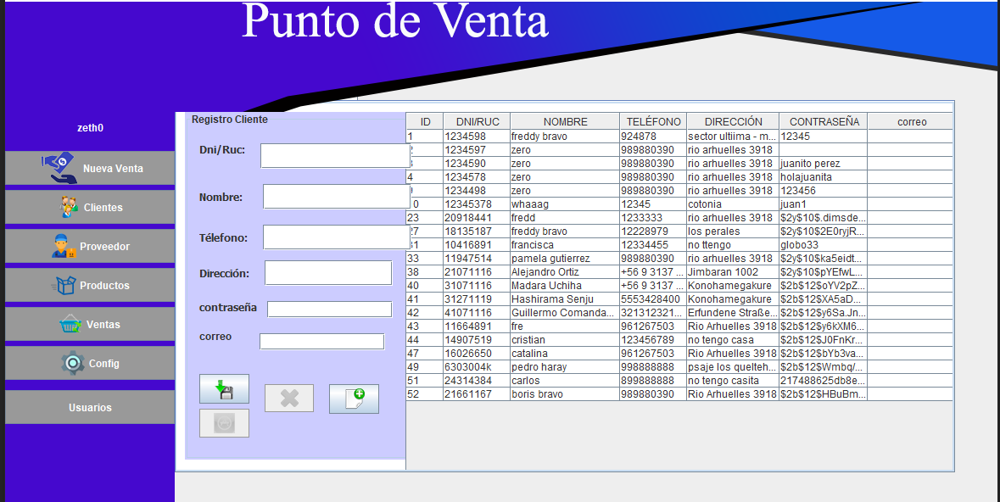 Punto de Venta
zeth0
Nueva Venta
Clientes
Proveedor
Productos
Ventas
Config
Usuarios
Registro Cliente
Dni/Ruc:
Nombre:
Télefono:
Dirección:
contraseña
correo
ID DNI/RUC NOMBRE TELÉFONO DIRECCIÓN CONTRASEÑA correo
1 1234598 freddy bravo 924878 sector ultiima - m... 12345
1234597 zero 989880390 rio arhuelles 3918
1234590 zero 989880390 rio arhuelles 3918 juanito perez
4 1234578 zero 989880390 rio arhuelles 3918 holajuanita
1234498 zero 989880390 rio arhuelles 3918 123456
12345378 whaaag 12345 cotonia juan1
23 20918441 fredd 1233333 rio arhuelles 3918 $2y$10$.dimsde...
18135187 freddy bravo 12228979 los perales $2y$10$2E0ryjR...
10416891 francisca 12334455 no ttengo globo33
33 11947514 pamela gutierrez 989880390 rio arhuelles 3918 $2y$10$ka5eidt...
38 21071116 Alejandro Ortiz +56 9 3137 ... Jimbaran 1002 $2y$10$pYEfwL...
40 31071116 Madara Uchiha +56 9 3137 ... Konohamegakure $2b$12$oYV2pZ...
41 31271119 Hashirama Senju 5553428400 Konohamegakure $2b$12$XA5aD...
42 41071116 Guillermo Comanda... 321312321... Erfundene Straße... $2b$12$y6Sa.Jn...
43 11664891 fre 961267503 Rio Arhuelles 3918 $2b$12$y6kXM6...
44 14907519 cristian 123456789 no tengo casa $2b$12$J0FnKr...
47 16026650 catalina 961267503 Rio Arhuelles 3918 $2b$12$bYb3va...
49 6303004k pedro haray 998888888 psaje los quelteh... $2b$12$Wmbq/...
51 24314384 carlos 899888888 no tengo casita 217488625db8e...
52 21661167 boris bravo 989880390 Rio Arhuelles 3918 $2b$12$HBuBm...